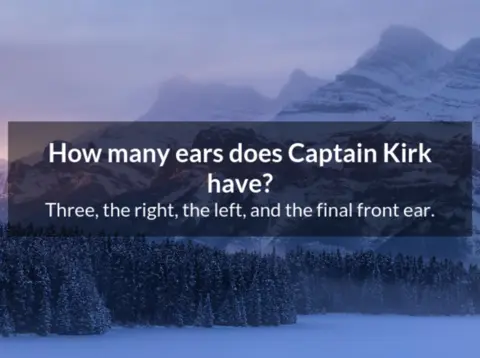 How many ears does Captain Kirk
have?
Three, the right, the left, and the final front ear.